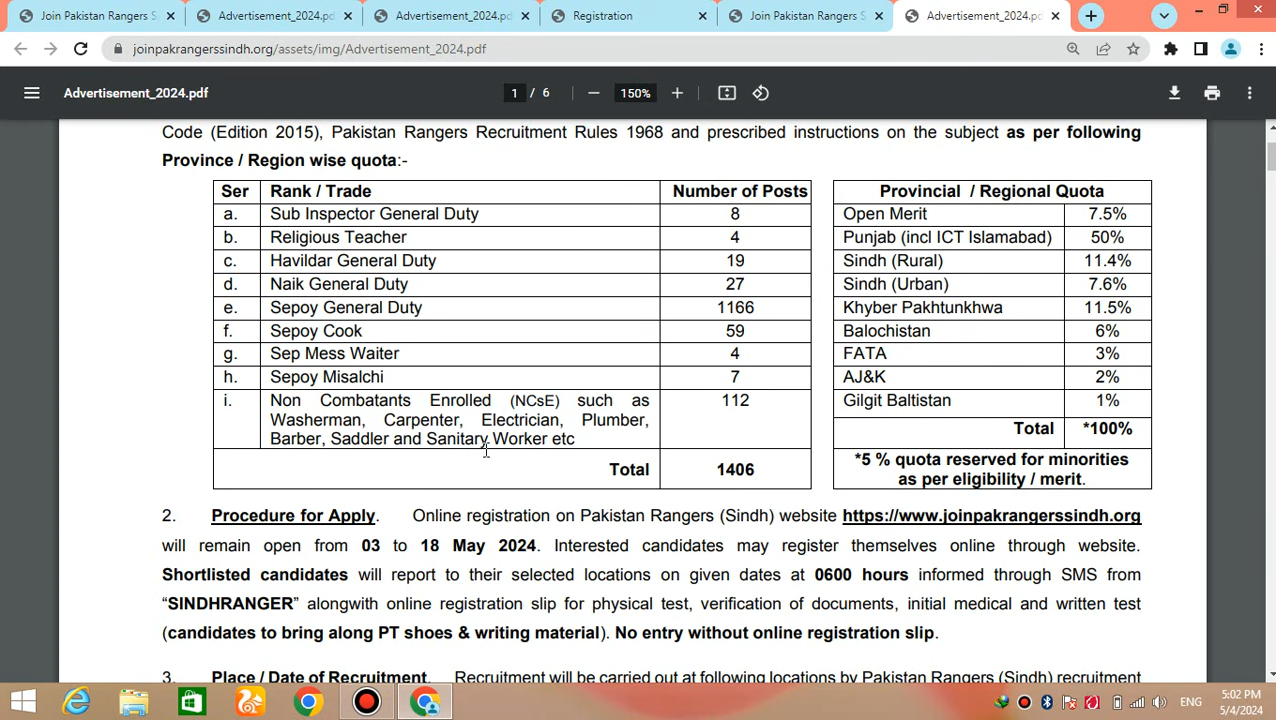 Join Pakistan Rangers S
Advertisement_2024.pd
Advertisement_2024.pd
Registration
Join Pakistan Rangers S
Advertisement_2024.pd
joinpakrangerssindh.org/assets/img/Advertisement_2024.pdf
Advertisement_2024.pdf
1 / 6
150%
Code (Edition 2015), Pakistan Rangers Recruitment Rules 1968 and prescribed instructions on the subject as per following
Province / Region wise quota:-
Ser Rank / Trade Number of Posts
a. Sub Inspector General Duty 8
b. Religious Teacher 4
c. Havildar General Duty 19
d. Naik General Duty 27
e. Sepoy General Duty 1166
f. Sepoy Cook 59
g. Sep Mess Waiter 4
h. Sepoy Misalchi 7
i. Non Combatants Enrolled (NCsE) such as 112
Washerman, Carpenter, Electrician, Plumber,
Barber, Saddler and Sanitary Worker etc
Total 1406
Provincial / Regional Quota
Open Merit 7.5%
Punjab (incl ICT Islamabad) 50%
Sindh (Rural) 11.4%
Sindh (Urban) 7.6%
Khyber Pakhtunkhwa 11.5%
Balochistan 6%
FATA 3%
AJ&K 2%
Gilgit Baltistan 1%
Total *100%
*5 % quota reserved for minorities
as per eligibility / merit.
2. Procedure for Apply. Online registration on Pakistan Rangers (Sindh) website https://www.joinpakrangerssindh.org
will remain open from 03 to 18 May 2024. Interested candidates may register themselves online through website.
Shortlisted candidates will report to their selected locations on given dates at 0600 hours informed through SMS from
“SINDHRANGER” alongwith online registration slip for physical test, verification of documents, initial medical and written test
(candidates to bring along PT shoes & writing material). No entry without online registration slip.
3. Place / Date of Recruitment. Recruitment will be carried out at following locations by Pakistan Rangers (Sindh) recruitment
ENG
5:02 PM
5/4/2024